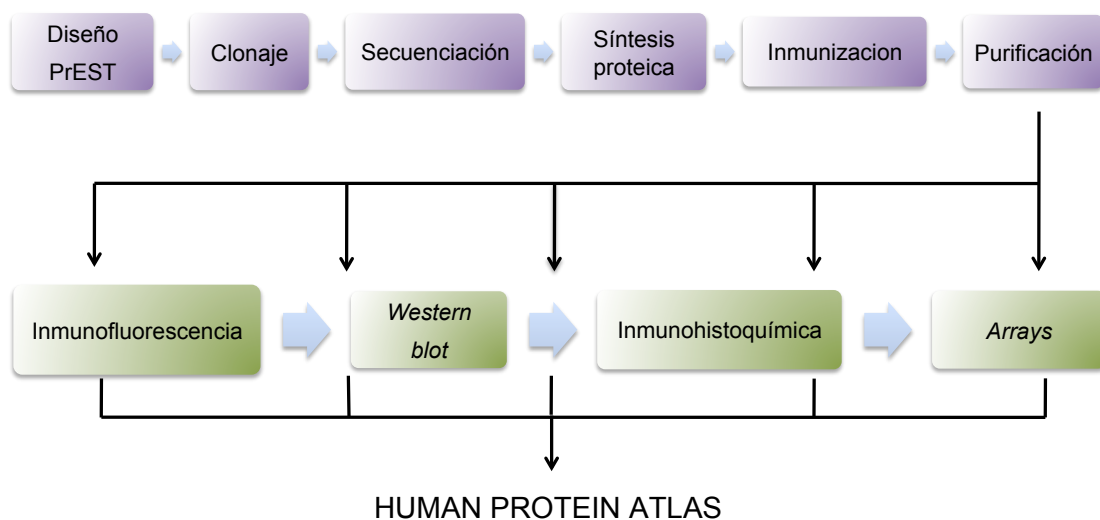 Diseño
PrEST
Clonaje
Secuenciación
Síntesis
proteica
Inmunizacion
Purificación
Inmunofluorescencia
Western
blot
Inmunohistoquímica
Arrays
HUMAN PROTEIN ATLAS